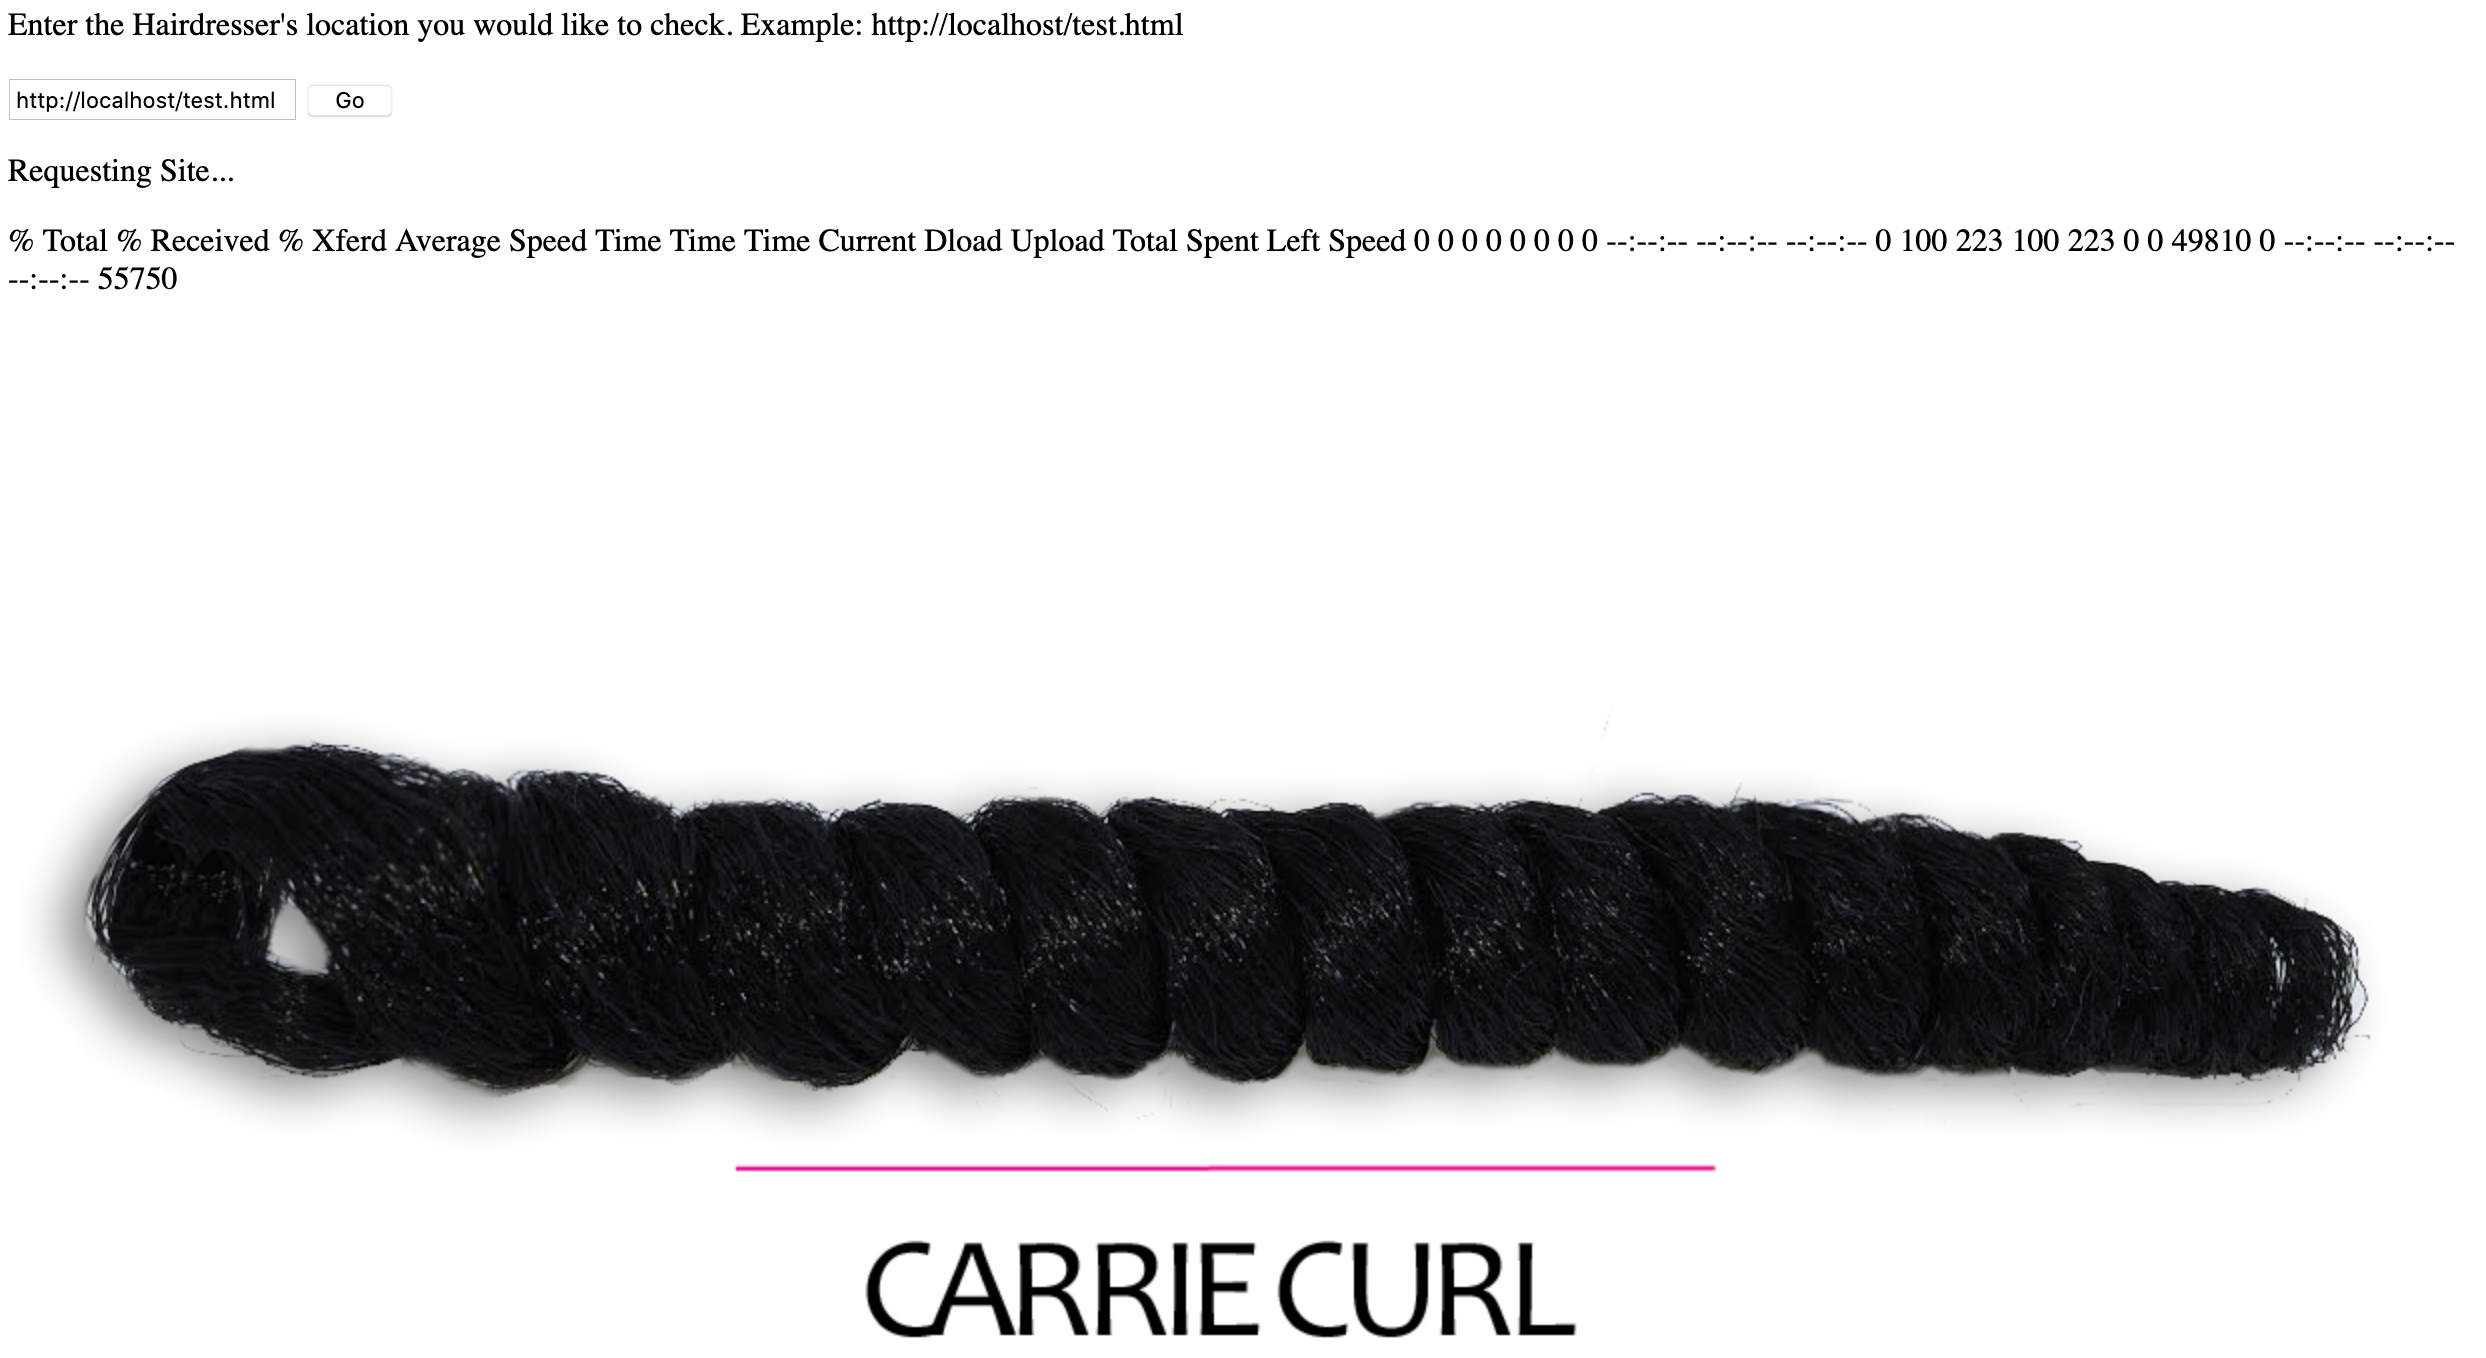 Enter the Hairdresser's location you would like to check. Example: http://localhost/test.html
http://localhost/test.html Go
Requesting Site...
% Total % Received % Xferd Average Speed Time Time Time Current Dload Upload Total Spent Left Speed 0 0 0 0 0 0 0 0 --:--:-- --:--:-- --:--:-- 0 100 223 100 223 0 0 49810 0 --:--:-- --:--:--
--:--:-- 55750
CARRIE CURL